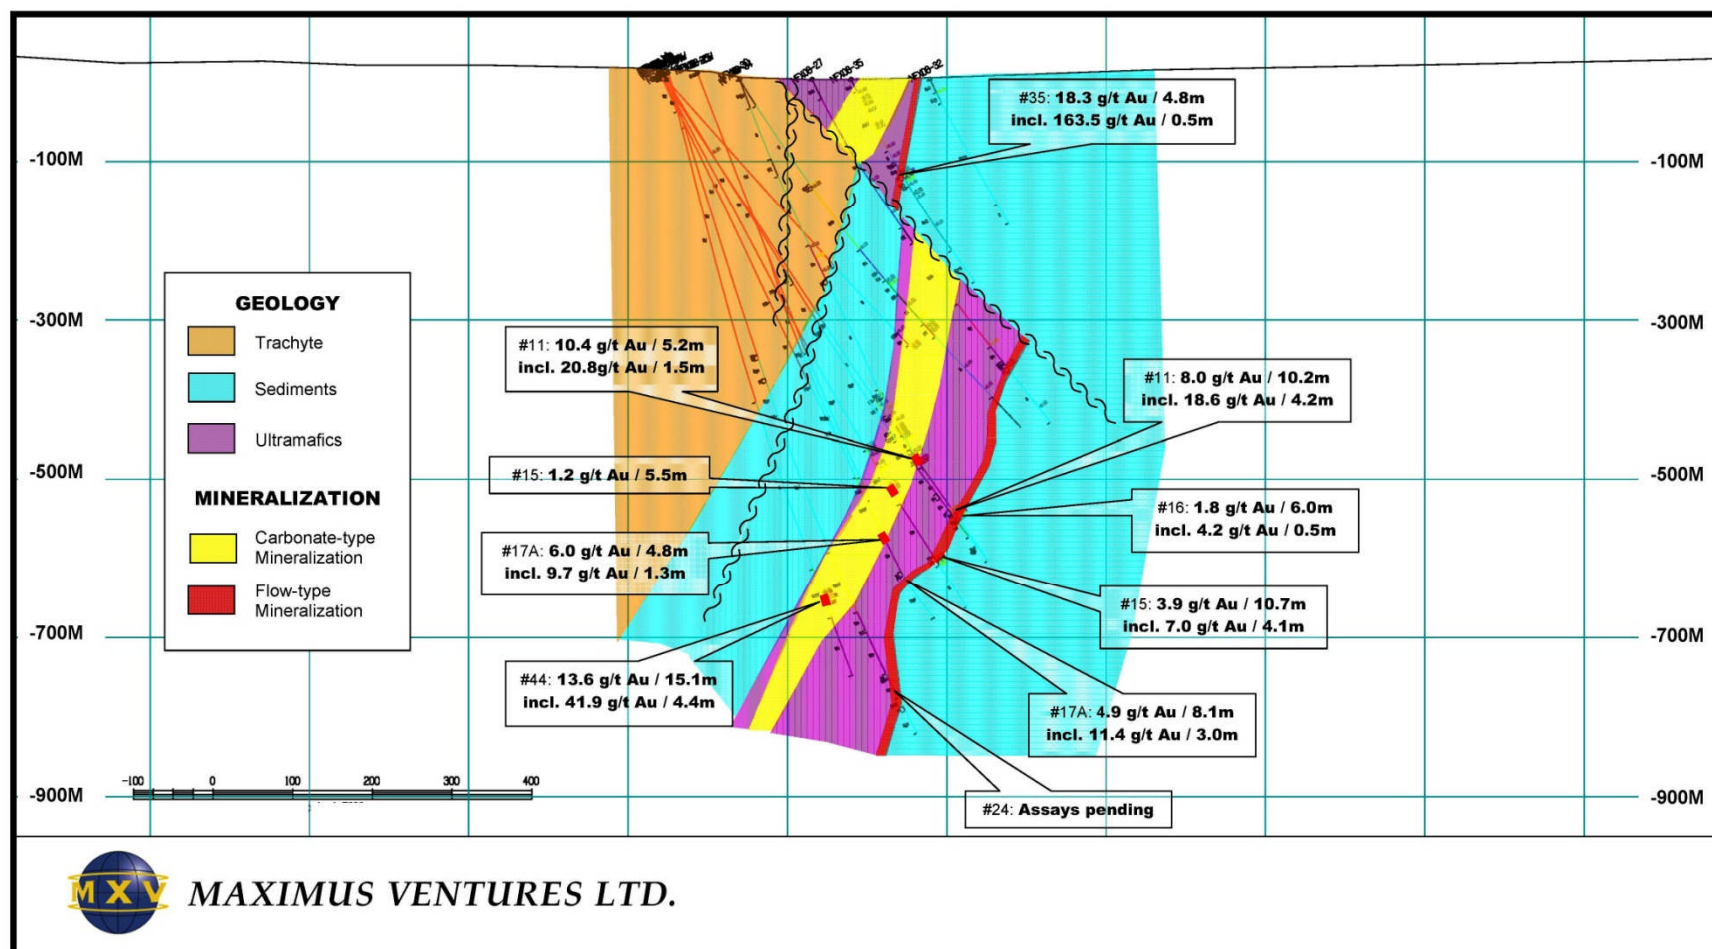 NFX08-27
NFX08-35
NFX08-32
#35: 18.3 g/t Au / 4.8m
incl. 163.5 g/t Au / 0.5m
-100M
-100M
GEOLOGY
Trachyte
Sediments
Ultramafics
MINERALIZATION
Carbonate-type
Mineralization
Flow-type
Mineralization
-300M
-300M
#11: 10.4 g/t Au / 5.2m
incl. 20.8g/t Au / 1.5m
#11: 8.0 g/t Au / 10.2m
incl. 18.6 g/t Au / 4.2m
-500M
-500M
#15: 1.2 g/t Au / 5.5m
#16: 1.8 g/t Au / 6.0m
incl. 4.2 g/t Au / 0.5m
#17A: 6.0 g/t Au / 4.8m
incl. 9.7 g/t Au / 1.3m
#15: 3.9 g/t Au / 10.7m
incl. 7.0 g/t Au / 4.1m
-700M
-700M
#44: 13.6 g/t Au / 15.1m
incl. 41.9 g/t Au / 4.4m
#17A: 4.9 g/t Au / 8.1m
incl. 11.4 g/t Au / 3.0m
-100 0 100 200 300 400
-900M
-900M
#24: Assays pending
MXV
MAXIMUS VENTURES LTD.